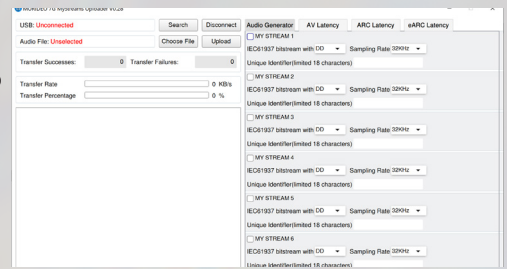 MURIDEO 7G MyStreams Uploader V0.28
USB: Unconnected
Search
Disconnect
Audio File: Unselected
Choose File
Upload
Transfer Successes: 0 Transfer Failures: 0
Transfer Rate 0 KB/s
Transfer Percentage 0 %
Audio Generator AV Latency ARC Latency eARC Latency
MY STREAM 1
IEC61937 bitstream with DD Sampling Rate 32KHz
Unique Identifier(limited 18 characters)
MY STREAM 2
IEC61937 bitstream with DD Sampling Rate 32KHz
Unique Identifier(limited 18 characters)
MY STREAM 3
IEC61937 bitstream with DD Sampling Rate 32KHz
Unique Identifier(limited 18 characters)
MY STREAM 4
IEC61937 bitstream with DD Sampling Rate 32KHz
Unique Identifier(limited 18 characters)
MY STREAM 5
IEC61937 bitstream with DD Sampling Rate 32KHz
Unique Identifier(limited 18 characters)
MY STREAM 6
IEC61937 bitstream with DD Sampling Rate 32KHz
Unique Identifier(limited 18 characters)